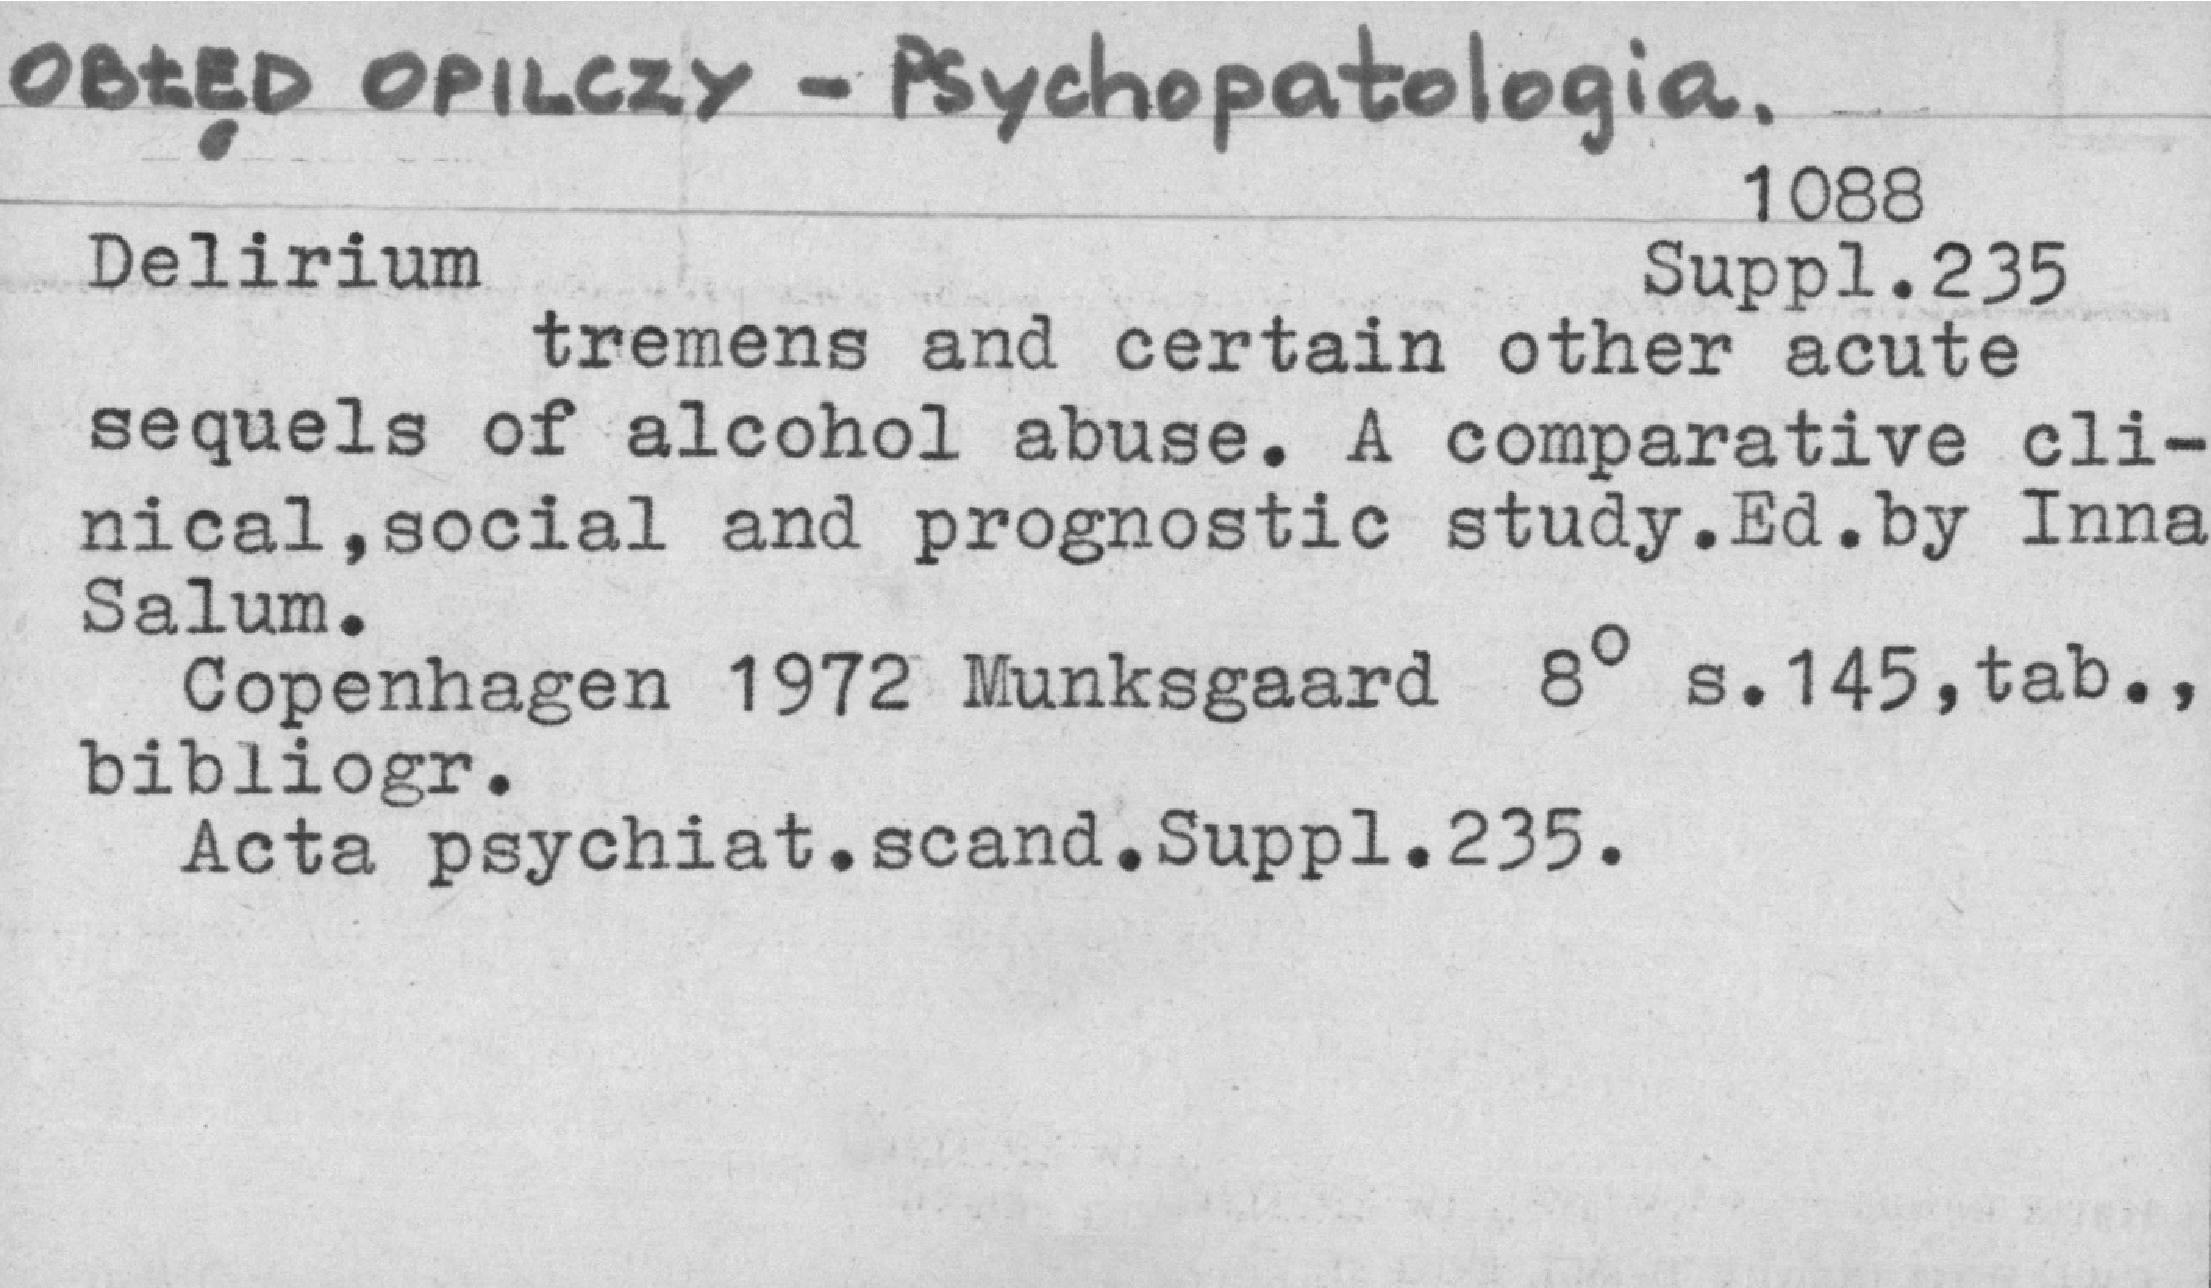 OBŁĘD OPILCZY - Psychopatologia.
1088
Delirium Suppl.235
tremens and certain other acute
sequels of alcohol abuse. A comparative cli-
nical,social and prognostic study.Ed.by Inna
Salum.
Copenhagen 1972 Munksgaard 8° s.145,tab.,
bibliogr.
Acta psychiat.scand.Suppl.235.